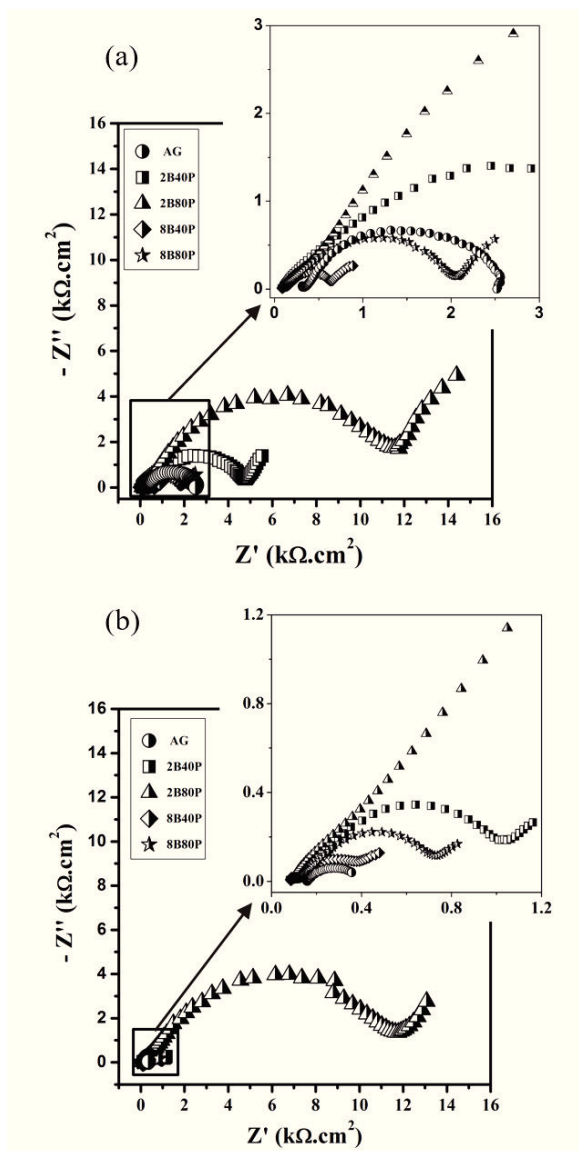 (a)
3
2
1
0
0 1 2 3
16
14
12
10
8
6
4
2
0
AG
2B40P
2B80P
8B40P
8B80P
- Z'' (kΩ.cm²)
0 2 4 6 8 10 12 14 16
Z' (kΩ.cm²)
(b)
1.2
0.8
0.4
0.0
0.0 0.4 0.8 1.2
16
14
12
10
8
6
4
2
0
AG
2B40P
2B80P
8B40P
8B80P
- Z'' (kΩ.cm²)
0 2 4 6 8 10 12 14 16
Z' (kΩ.cm²)